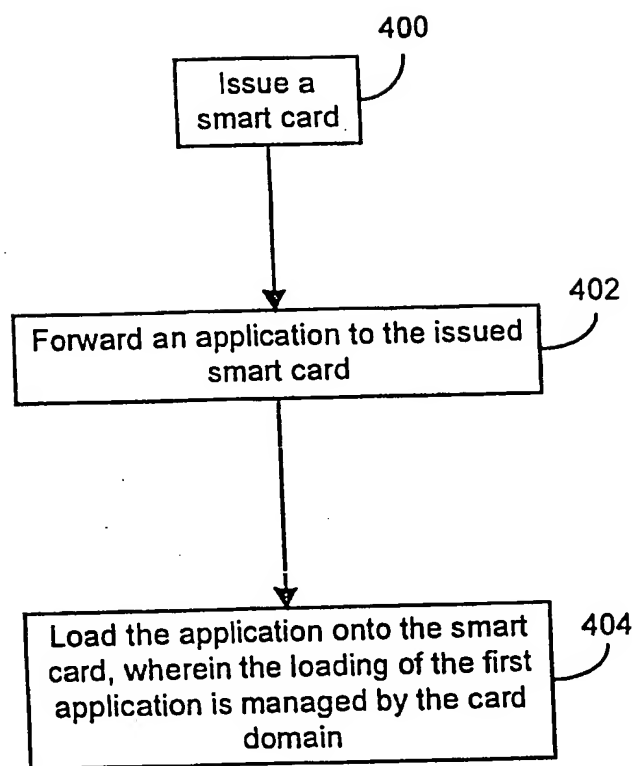 400
Issue a
smart card
402
Forward an application to the issued
smart card
Load the application onto the smart
card, wherein the loading of the first
application is managed by the card
domain
404